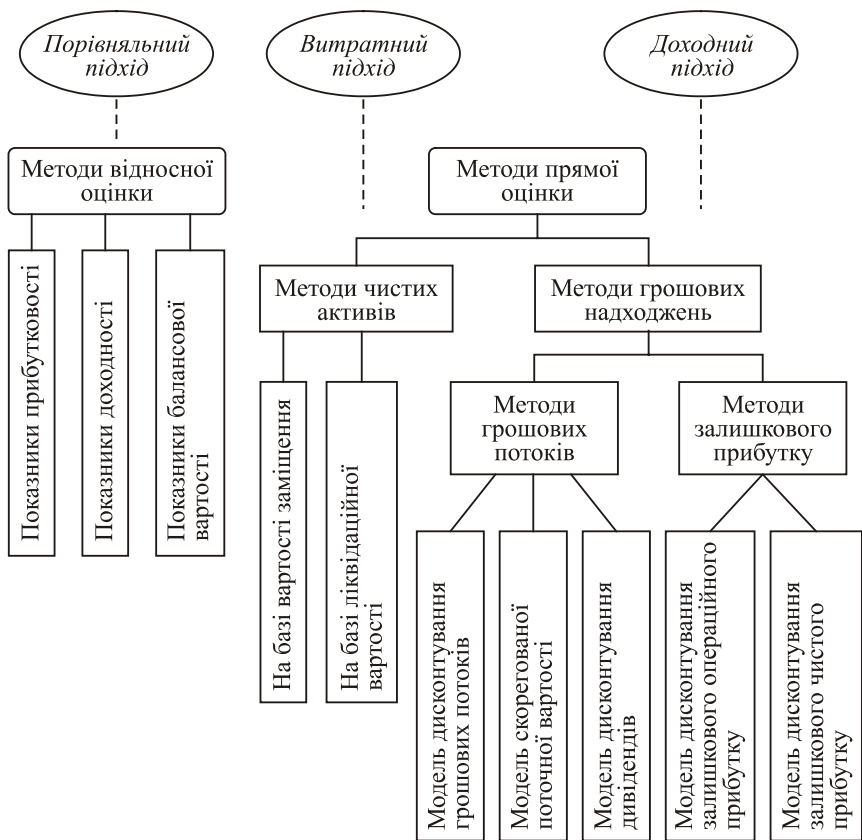 Порівняльний
підхід
Витратний
підхід
Доходний
підхід
Методи відносної
оцінки
Методи прямої
оцінки
Показники прибутковості
Показники доходності
Показники балансової
вартості
Методи чистих
активів
Методи грошових
надходжень
На базі вартості заміщення
На базі ліквідаційної
вартості
Методи
грошових
потоків
Методи
залишкового
прибутку
Модель дисконтування
грошових потоків
Модель скорегованої
поточної вартості
Модель дисконтування
дивідендів
Модель дисконтування
залишкового операційного
прибутку
Модель дисконтування
залишкового чистого
прибутку